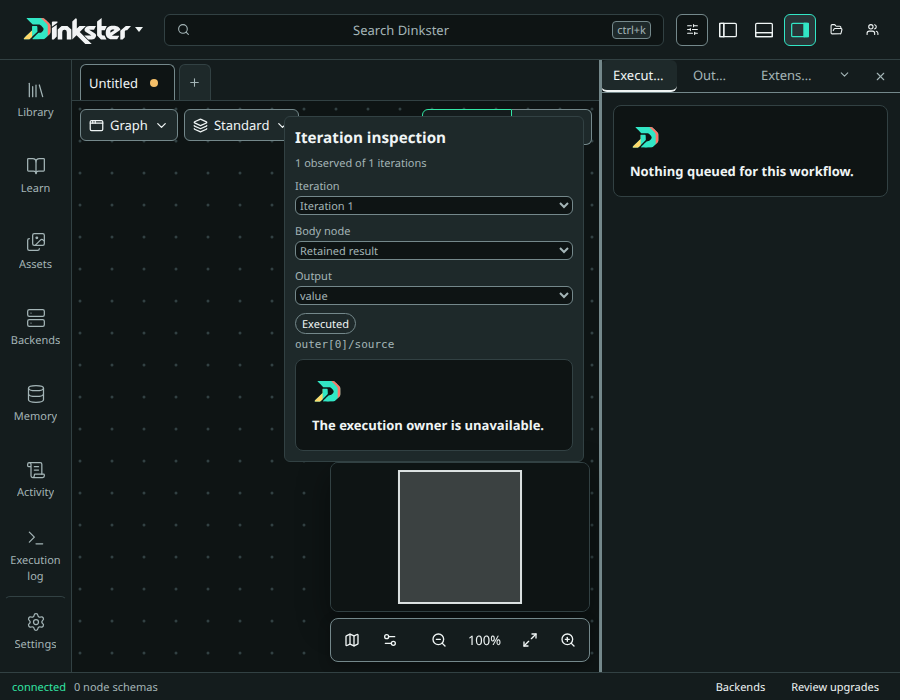 Dinkster
Search Dinkster
ctrl+k
Library
Learn
Assets
Backends
Memory
Activity
Execution
log
Settings
Untitled
+
Graph
Standard
Iteration inspection
1 observed of 1 iterations
Iteration
Iteration 1
Body node
Retained result
Output
value
Executed
outer[0]/source
The execution owner is unavailable.
100%
Execut...
Out...
Extens...
Nothing queued for this workflow.
connected
0 node schemas
Backends
Review upgrades